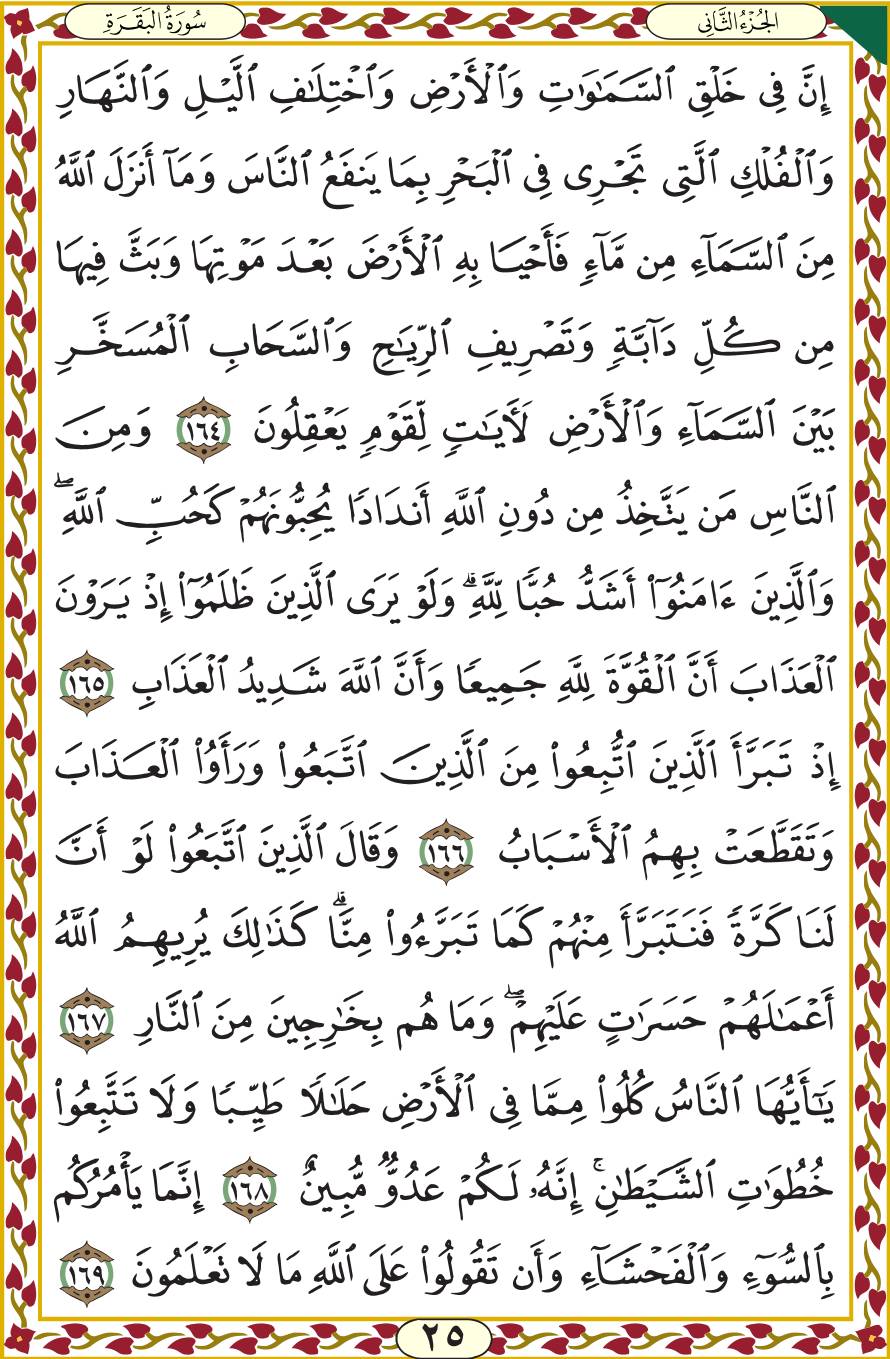 الجُزْءُ الثَّانِي
سُورَةُ البَقَرَةِ
إِنَّ فِى خَلْقِ ٱلسَّمَٰوَٰتِ وَٱلْأَرْضِ وَٱخْتِلَٰفِ ٱلَّيْلِ وَٱلنَّهَارِ
وَٱلْفُلْكِ ٱلَّتِى تَجْرِى فِى ٱلْبَحْرِ بِمَا يَنفَعُ ٱلنَّاسَ وَمَآ أَنزَلَ ٱللَّهُ
مِنَ ٱلسَّمَآءِ مِن مَّآءٍ فَأَحْيَا بِهِ ٱلْأَرْضَ بَعْدَ مَوْتِهَا وَبَثَّ فِيهَا
مِن كُلِّ دَآبَّةٍ وَتَصْرِيفِ ٱلرِّيَٰحِ وَٱلسَّحَابِ ٱلْمُسَخَّرِ
بَيْنَ ٱلسَّمَآءِ وَٱلْأَرْضِ لَءَايَٰتٍ لِّقَوْمٍ يَعْقِلُونَ ١٦٤ وَمِنَ
ٱلنَّاسِ مَن يَتَّخِذُ مِن دُونِ ٱللَّهِ أَندَادًا يُحِبُّونَهُمْ كَحُبِّ ٱللَّهِ ۖ
وَٱلَّذِينَ ءَامَنُوٓا۟ أَشَدُّ حُبًّا لِّلَّهِ ۗ وَلَوْ يَرَى ٱلَّذِينَ ظَلَمُوٓا۟ إِذْ يَرَوْنَ
ٱلْعَذَابَ أَنَّ ٱلْقُوَّةَ لِلَّهِ جَمِيعًا وَأَنَّ ٱللَّهَ شَدِيدُ ٱلْعَذَابِ ١٦٥
إِذْ تَبَرَّأَ ٱلَّذِينَ ٱتُّبِعُوا۟ مِنَ ٱلَّذِينَ ٱتَّبَعُوا۟ وَرَأَوُا۟ ٱلْعَذَابَ
وَتَقَطَّعَتْ بِهِمُ ٱلْأَسْبَابُ ١٦٦ وَقَالَ ٱلَّذِينَ ٱتَّبَعُوا۟ لَوْ أَنَّ
لَنَا كَرَّةً فَنَتَبَرَّأَ مِنْهُمْ كَمَا تَبَرَّءُوا۟ مِنَّا ۗ كَذَٰلِكَ يُرِيهِمُ ٱللَّهُ
أَعْمَٰلَهُمْ حَسَرَٰتٍ عَلَيْهِمْ ۖ وَمَا هُم بِخَٰرِجِينَ مِنَ ٱلنَّارِ ١٦٧
يَٰٓأَيُّهَا ٱلنَّاسُ كُلُوا۟ مِمَّا فِى ٱلْأَرْضِ حَلَٰلًا طَيِّبًا وَلَا تَتَّبِعُوا۟
خُطُوَٰتِ ٱلشَّيْطَٰنِ ۚ إِنَّهُۥ لَكُمْ عَدُوٌّ مُّبِينٌ ١٦٨ إِنَّمَا يَأْمُرُكُم
بِٱلسُّوٓءِ وَٱلْفَحْشَآءِ وَأَن تَقُولُوا۟ عَلَى ٱللَّهِ مَا لَا تَعْلَمُونَ ١٦٩
٢٥